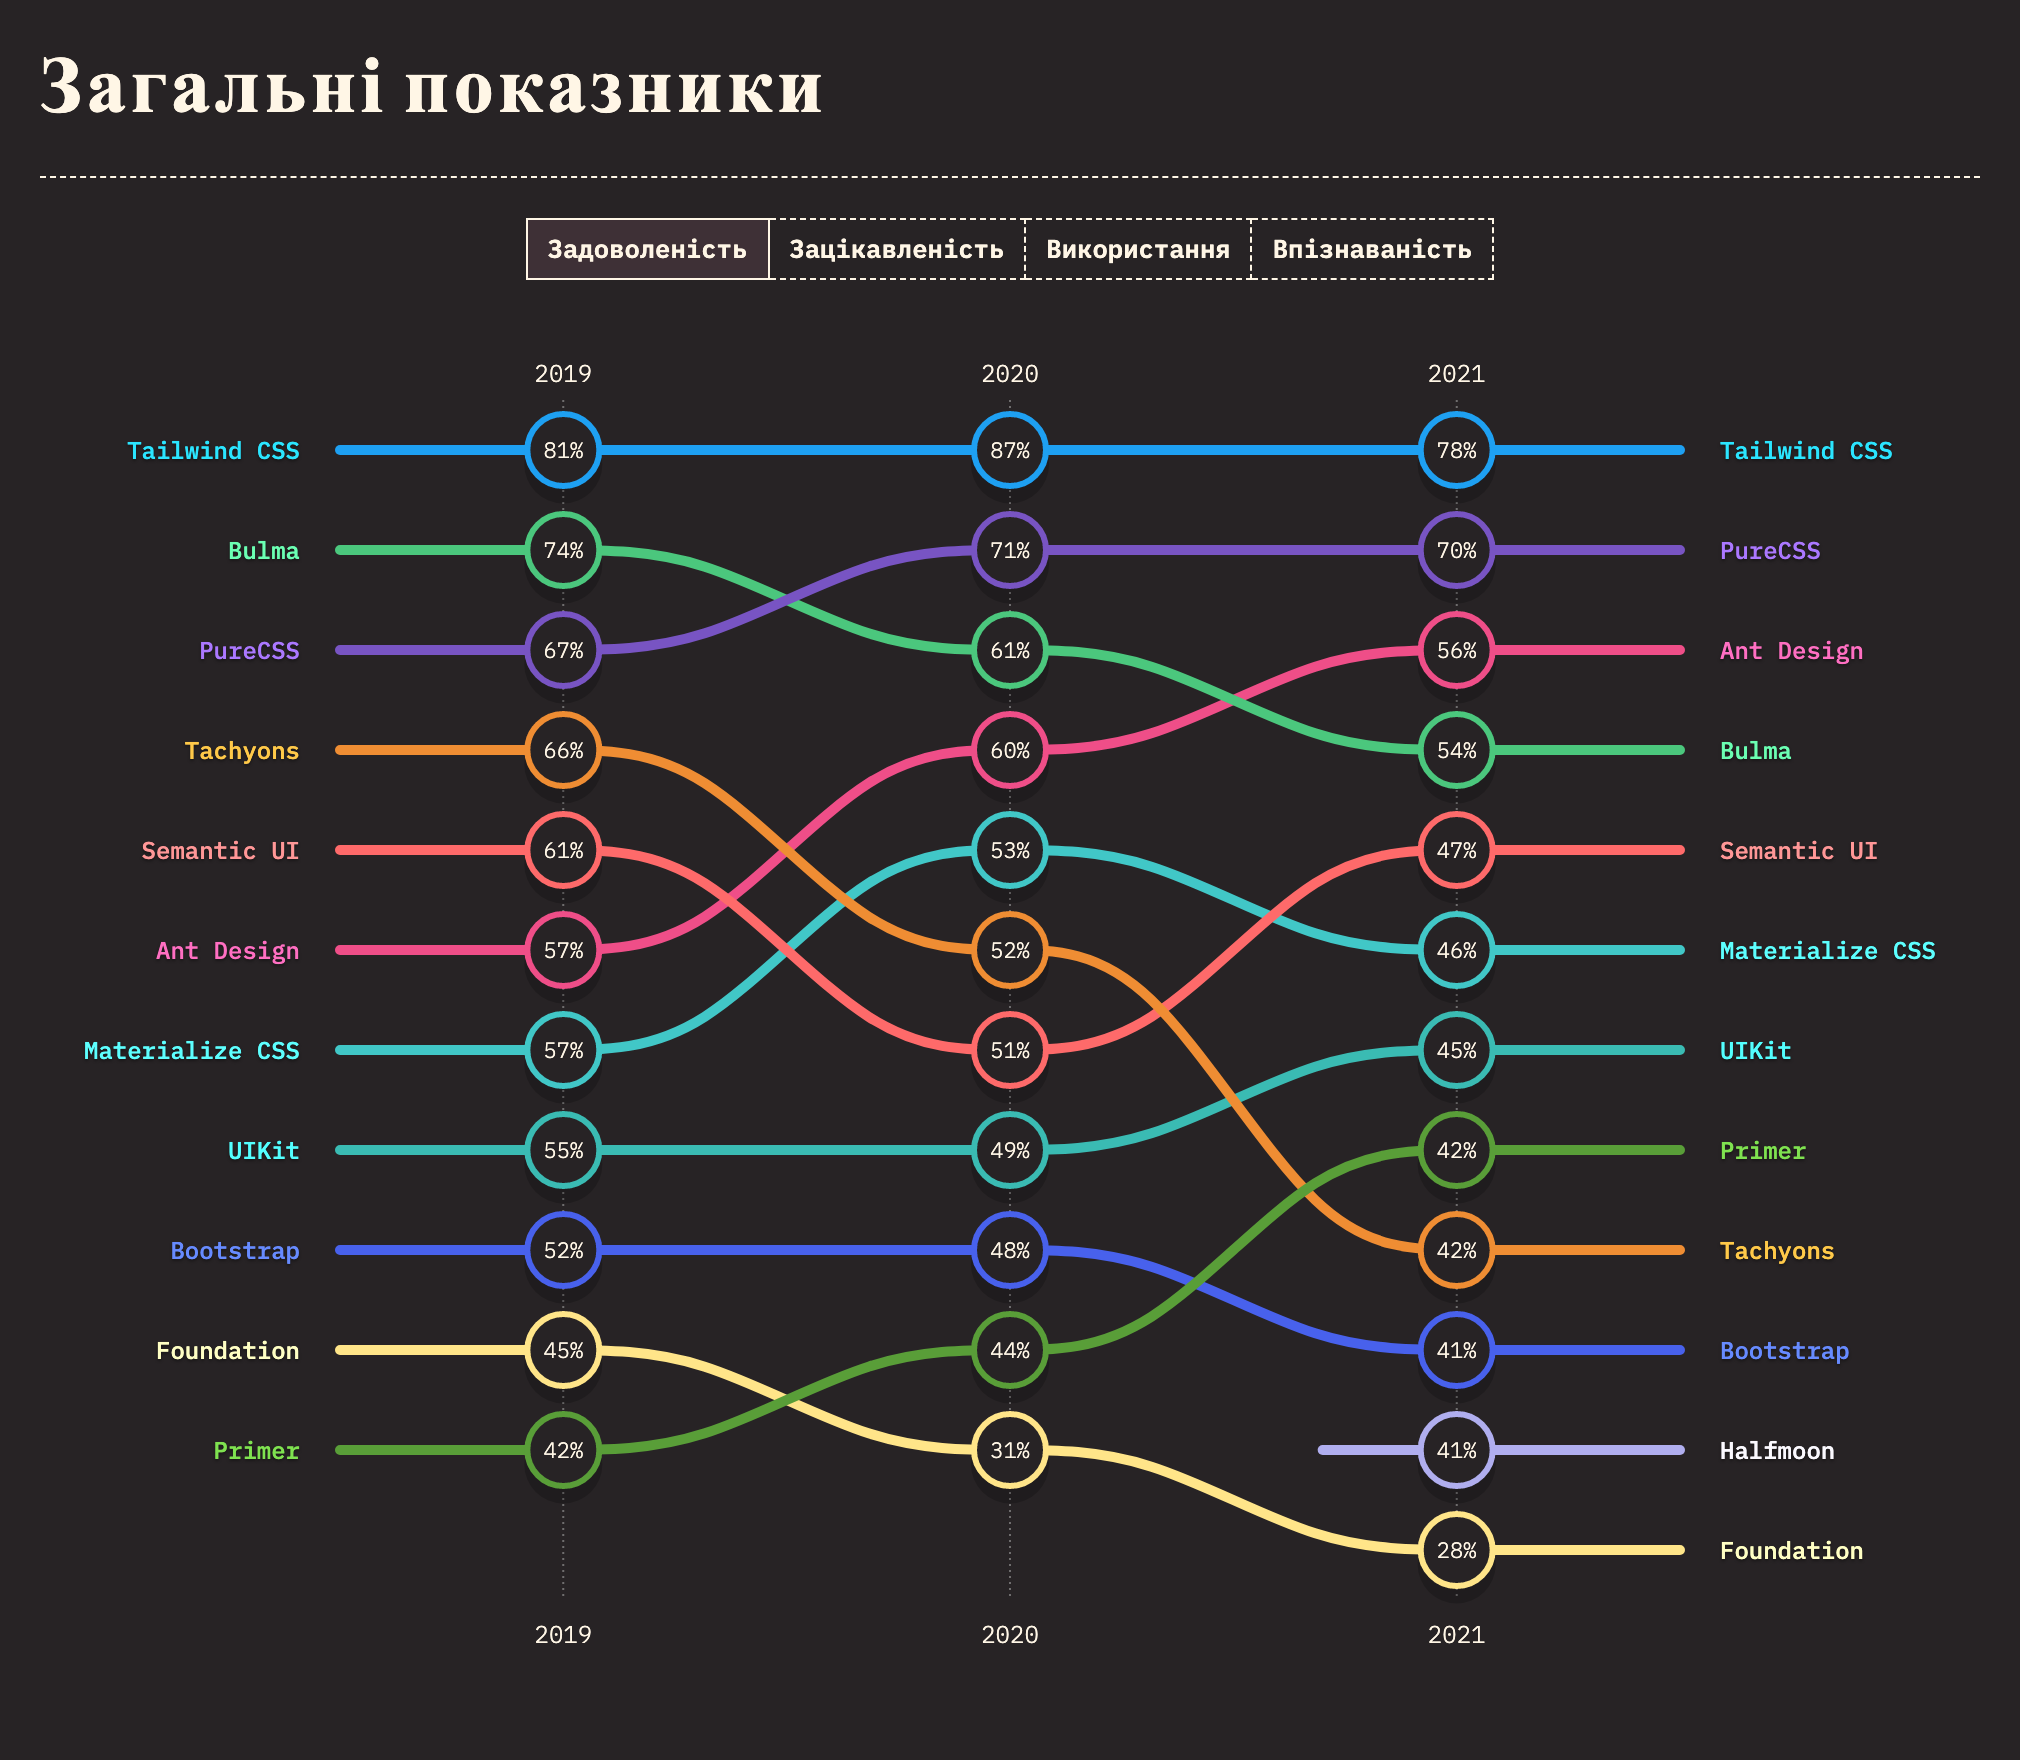 Загальні показники
Задоволеність Зацікавленість Використання Впізнаваність
2019 2020 2021
Tailwind CSS 81% 87% 78% Tailwind CSS
Bulma 74% 71% 70% PureCSS
PureCSS 67% 61% 56% Ant Design
Tachyons 66% 60% 54% Bulma
Semantic UI 61% 53% 47% Semantic UI
Ant Design 57% 52% 46% Materialize CSS
Materialize CSS 57% 51% 45% UIKit
UIKit 55% 49% 42% Primer
Bootstrap 52% 48% 42% Tachyons
Foundation 45% 44% 41% Bootstrap
Primer 42% 31% 41% Halfmoon
28% Foundation
2019 2020 2021